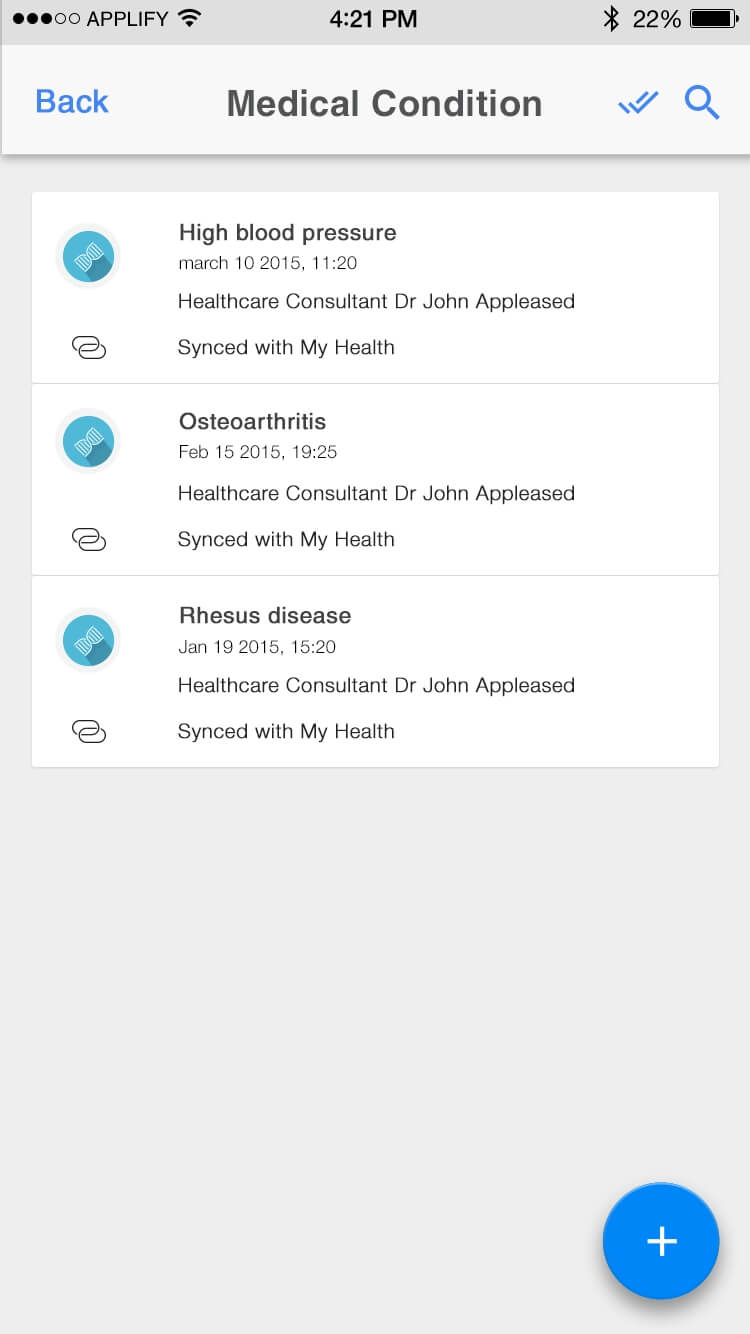 APPLIFY 4:21 PM 22%
Back Medical Condition
High blood pressure
march 10 2015, 11:20
Healthcare Consultant Dr John Appleased
Synced with My Health
Osteoarthritis
Feb 15 2015, 19:25
Healthcare Consultant Dr John Appleased
Synced with My Health
Rhesus disease
Jan 19 2015, 15:20
Healthcare Consultant Dr John Appleased
Synced with My Health
+